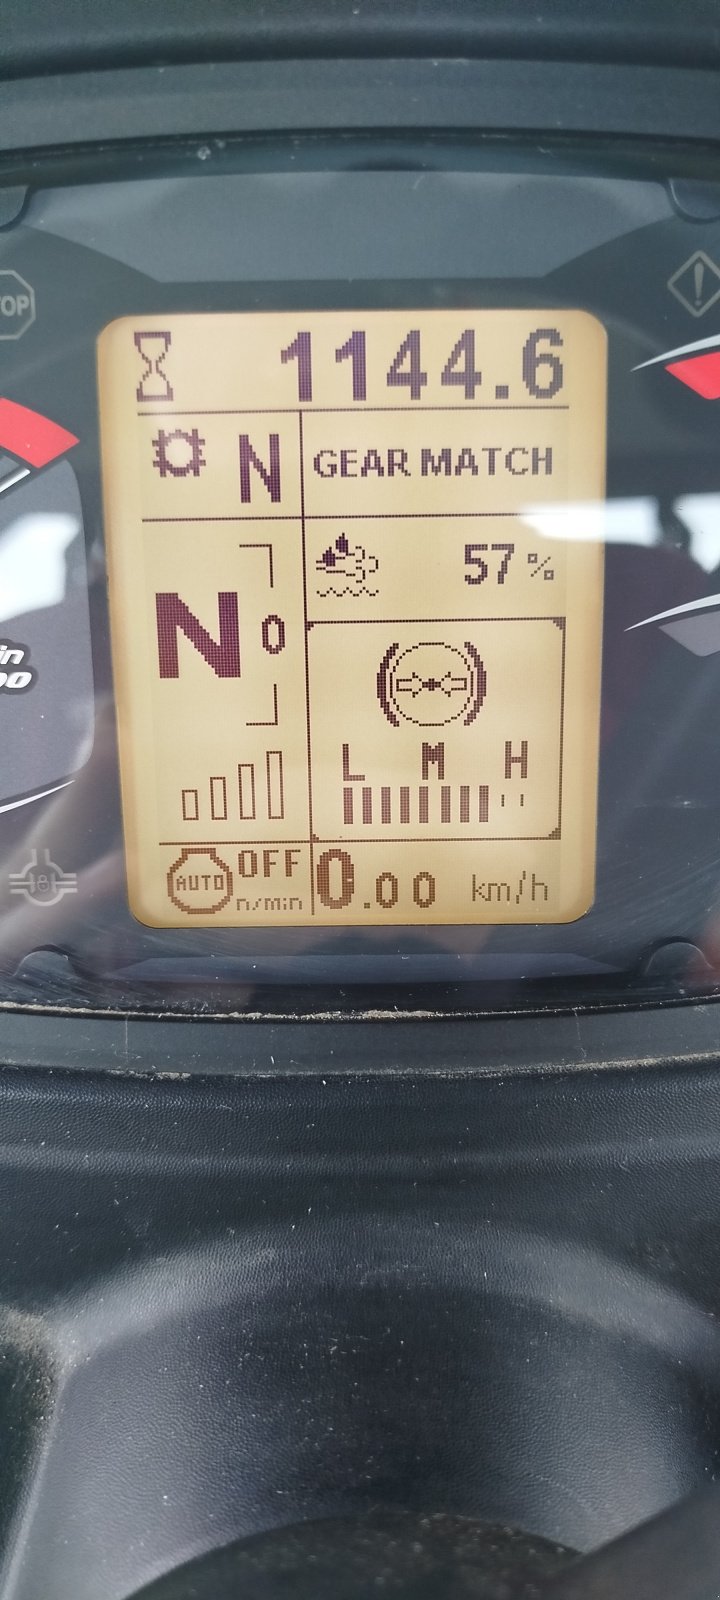 1144.6
N
GEAR MATCH
57 %
N 0
L M H
AUTO OFF
n/min
0.00 km/h